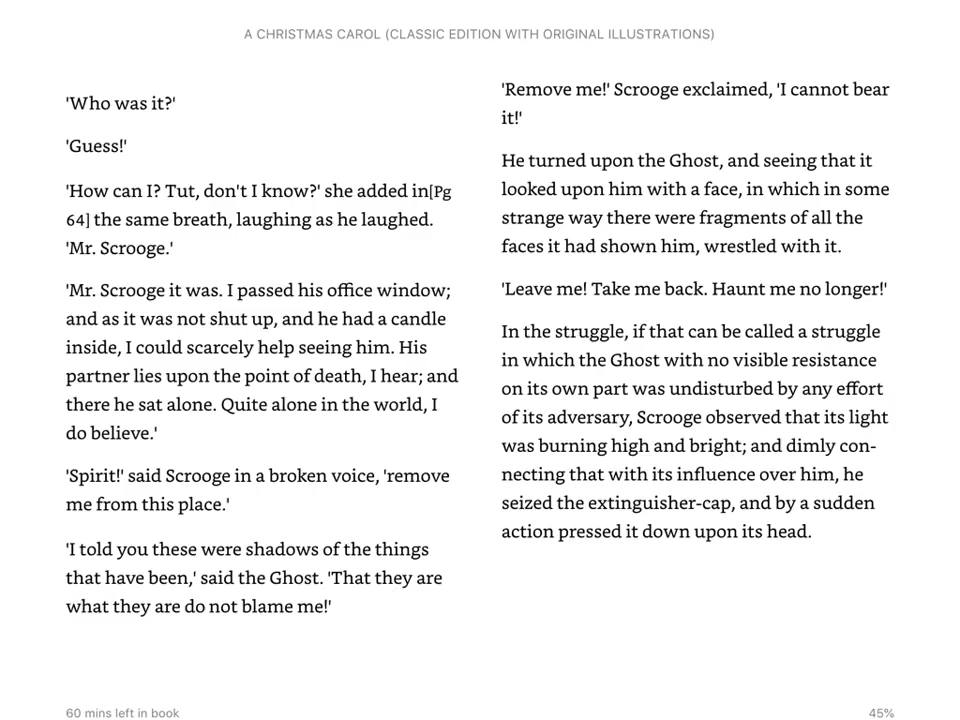 A CHRISTMAS CAROL (CLASSIC EDITION WITH ORIGINAL ILLUSTRATIONS)
'Who was it?'
'Guess!'
'How can I? Tut, don't I know?' she added in[Pg
64] the same breath, laughing as he laughed.
'Mr. Scrooge.'
'Mr. Scrooge it was. I passed his office window;
and as it was not shut up, and he had a candle
inside, I could scarcely help seeing him. His
partner lies upon the point of death, I hear; and
there he sat alone. Quite alone in the world, I
do believe.'
'Spirit!' said Scrooge in a broken voice, 'remove
me from this place.'
'I told you these were shadows of the things
that have been,' said the Ghost. 'That they are
what they are do not blame me!'
'Remove me!' Scrooge exclaimed, 'I cannot bear
it!'
He turned upon the Ghost, and seeing that it
looked upon him with a face, in which in some
strange way there were fragments of all the
faces it had shown him, wrestled with it.
'Leave me! Take me back. Haunt me no longer!'
In the struggle, if that can be called a struggle
in which the Ghost with no visible resistance
on its own part was undisturbed by any effort
of its adversary, Scrooge observed that its light
was burning high and bright; and dimly con-
necting that with its influence over him, he
seized the extinguisher-cap, and by a sudden
action pressed it down upon its head.
60 mins left in book
45%